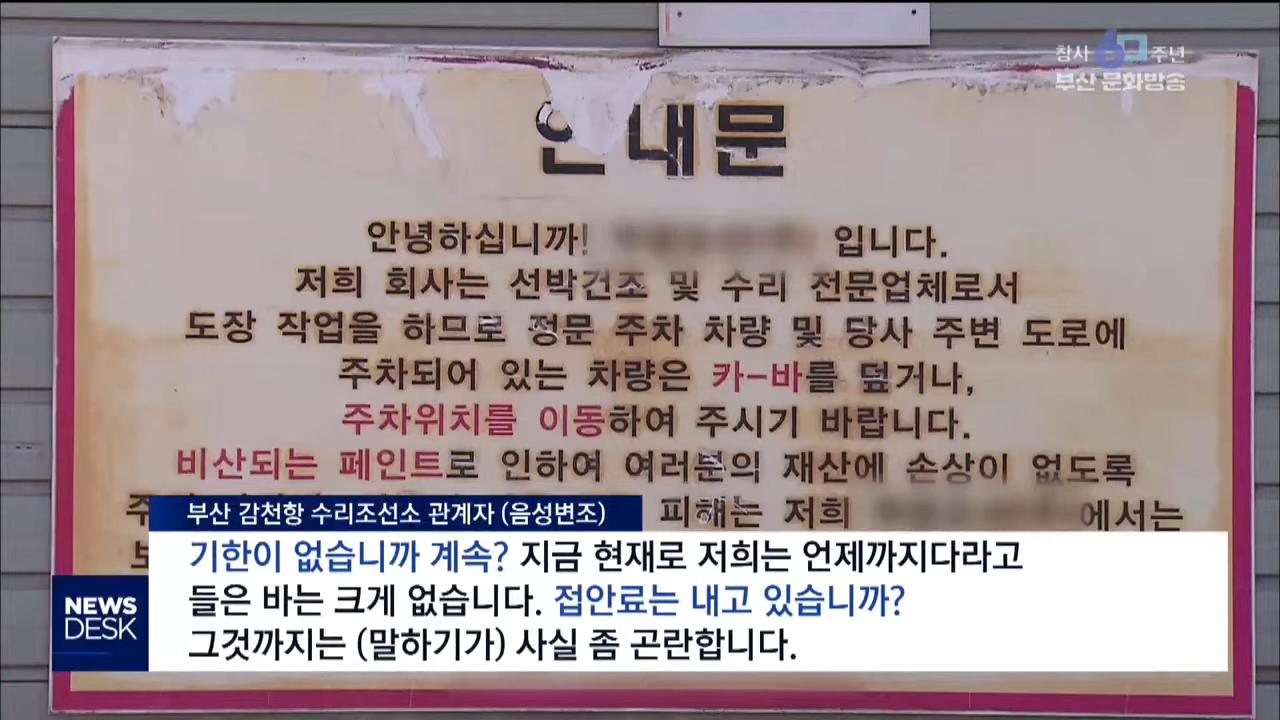 창사 60 주년
부산 문화방송
안내문
안녕하십니까! 입니다.
저희 회사는 선박건조 및 수리 전문업체로서
도장 작업을 하므로 정문 주차 차량 및 당사 주변 도로에
주차되어 있는 차량은 카-바를 덮거나,
주차위치를 이동하여 주시기 바랍니다.
비산되는 페인트로 인하여 여러분의 재산에 손상이 없도록
피해는 저희 에서는
부산 감천항 수리조선소 관계자 (음성변조)
기한이 없습니까 계속? 지금 현재로 저희는 언제까지다라고
들은 바는 크게 없습니다. 접안료는 내고 있습니까?
그것까지는 (말하기가) 사실 좀 곤란합니다.
NEWS
DESK